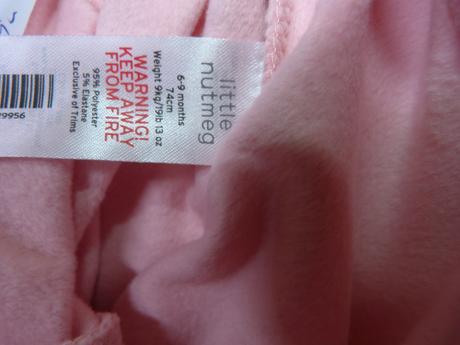 little
nutmeg
6-9 months
74cm
Weight 9kg/19lb 13 oz
WARNING!
KEEP AWAY
FROM FIRE
95% Polyester
5% Elastane
Exclusive of Trims
29956